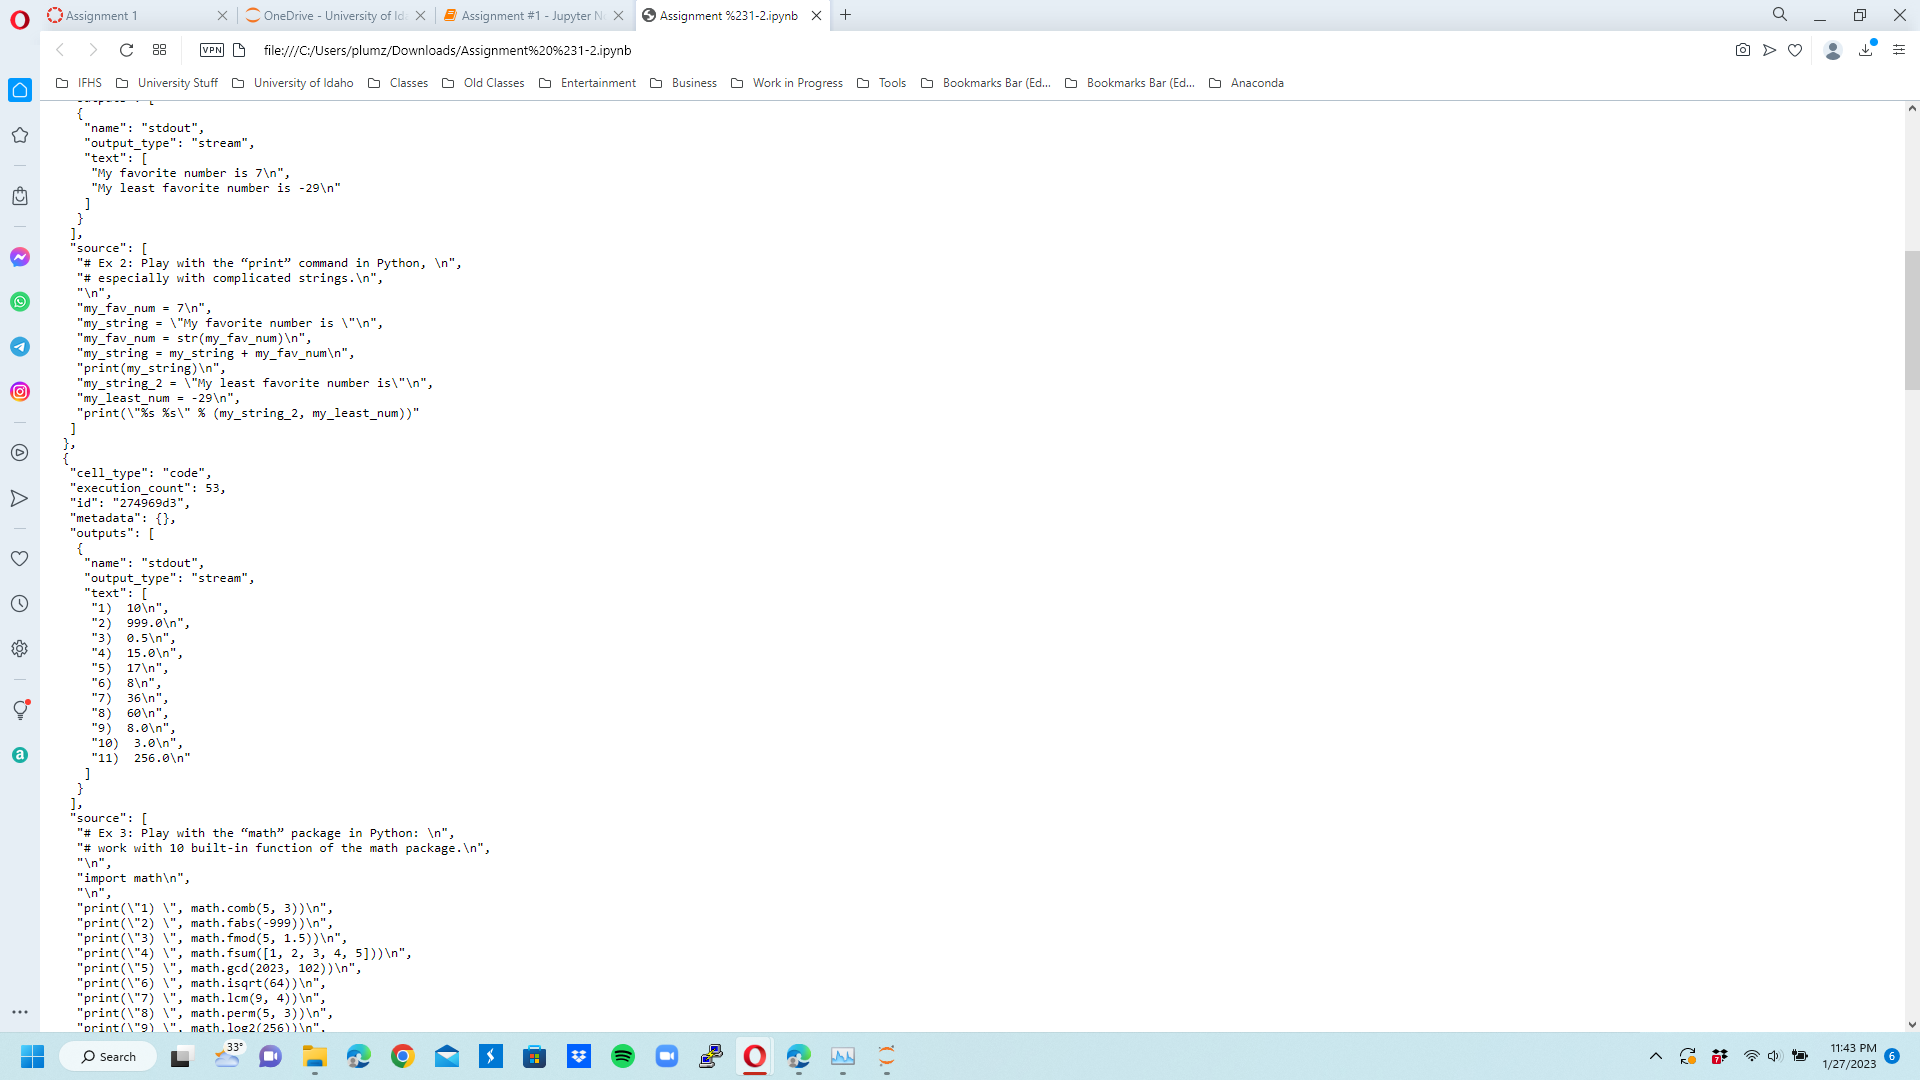 Assignment 1
OneDrive - University of Id
Assignment #1 - Jupyter N
Assignment %231-2.ipynb
VPN
file:///C:/Users/plumz/Downloads/Assignment%20%231-2.ipynb
IFHS
University Stuff
University of Idaho
Classes
Old Classes
Entertainment
Business
Work in Progress
Tools
Bookmarks Bar (Ed...
Bookmarks Bar (Ed...
Anaconda
{
"name": "stdout",
"output_type": "stream",
"text": [
"My favorite number is 7\n",
"My least favorite number is -29\n"
]
}
],
"source": [
"# Ex 2: Play with the “print” command in Python, \n",
"# especially with complicated strings.\n",
"\n",
"my_fav_num = 7\n",
"my_string = \"My favorite number is \"\n",
"my_fav_num = str(my_fav_num)\n",
"my_string = my_string + my_fav_num\n",
"print(my_string)\n",
"my_string_2 = \"My least favorite number is\"\n",
"my_least_num = -29\n",
"print(\"%s %s\" % (my_string_2, my_least_num))"
]
},
{
"cell_type": "code",
"execution_count": 53,
"id": "274969d3",
"metadata": {},
"outputs": [
{
"name": "stdout",
"output_type": "stream",
"text": [
"1)  10\n",
"2)  999.0\n",
"3)  0.5\n",
"4)  15.0\n",
"5)  17\n",
"6)  8\n",
"7)  36\n",
"8)  60\n",
"9)  8.0\n",
"10)  3.0\n",
"11)  256.0\n"
]
}
],
"source": [
"# Ex 3: Play with the “math” package in Python: \n",
"# work with 10 built-in function of the math package.\n",
"\n",
"import math\n",
"\n",
"print(\"1) \", math.comb(5, 3))\n",
"print(\"2) \", math.fabs(-999))\n",
"print(\"3) \", math.fmod(5, 1.5))\n",
"print(\"4) \", math.fsum([1, 2, 3, 4, 5]))\n",
"print(\"5) \", math.gcd(2023, 102))\n",
"print(\"6) \", math.isqrt(64))\n",
"print(\"7) \", math.lcm(9, 4))\n",
"print(\"8) \", math.perm(5, 3))\n",
"print(\"9) \", math.log2(256))\n",
Search
33°
11:43 PM
1/27/2023
6
7